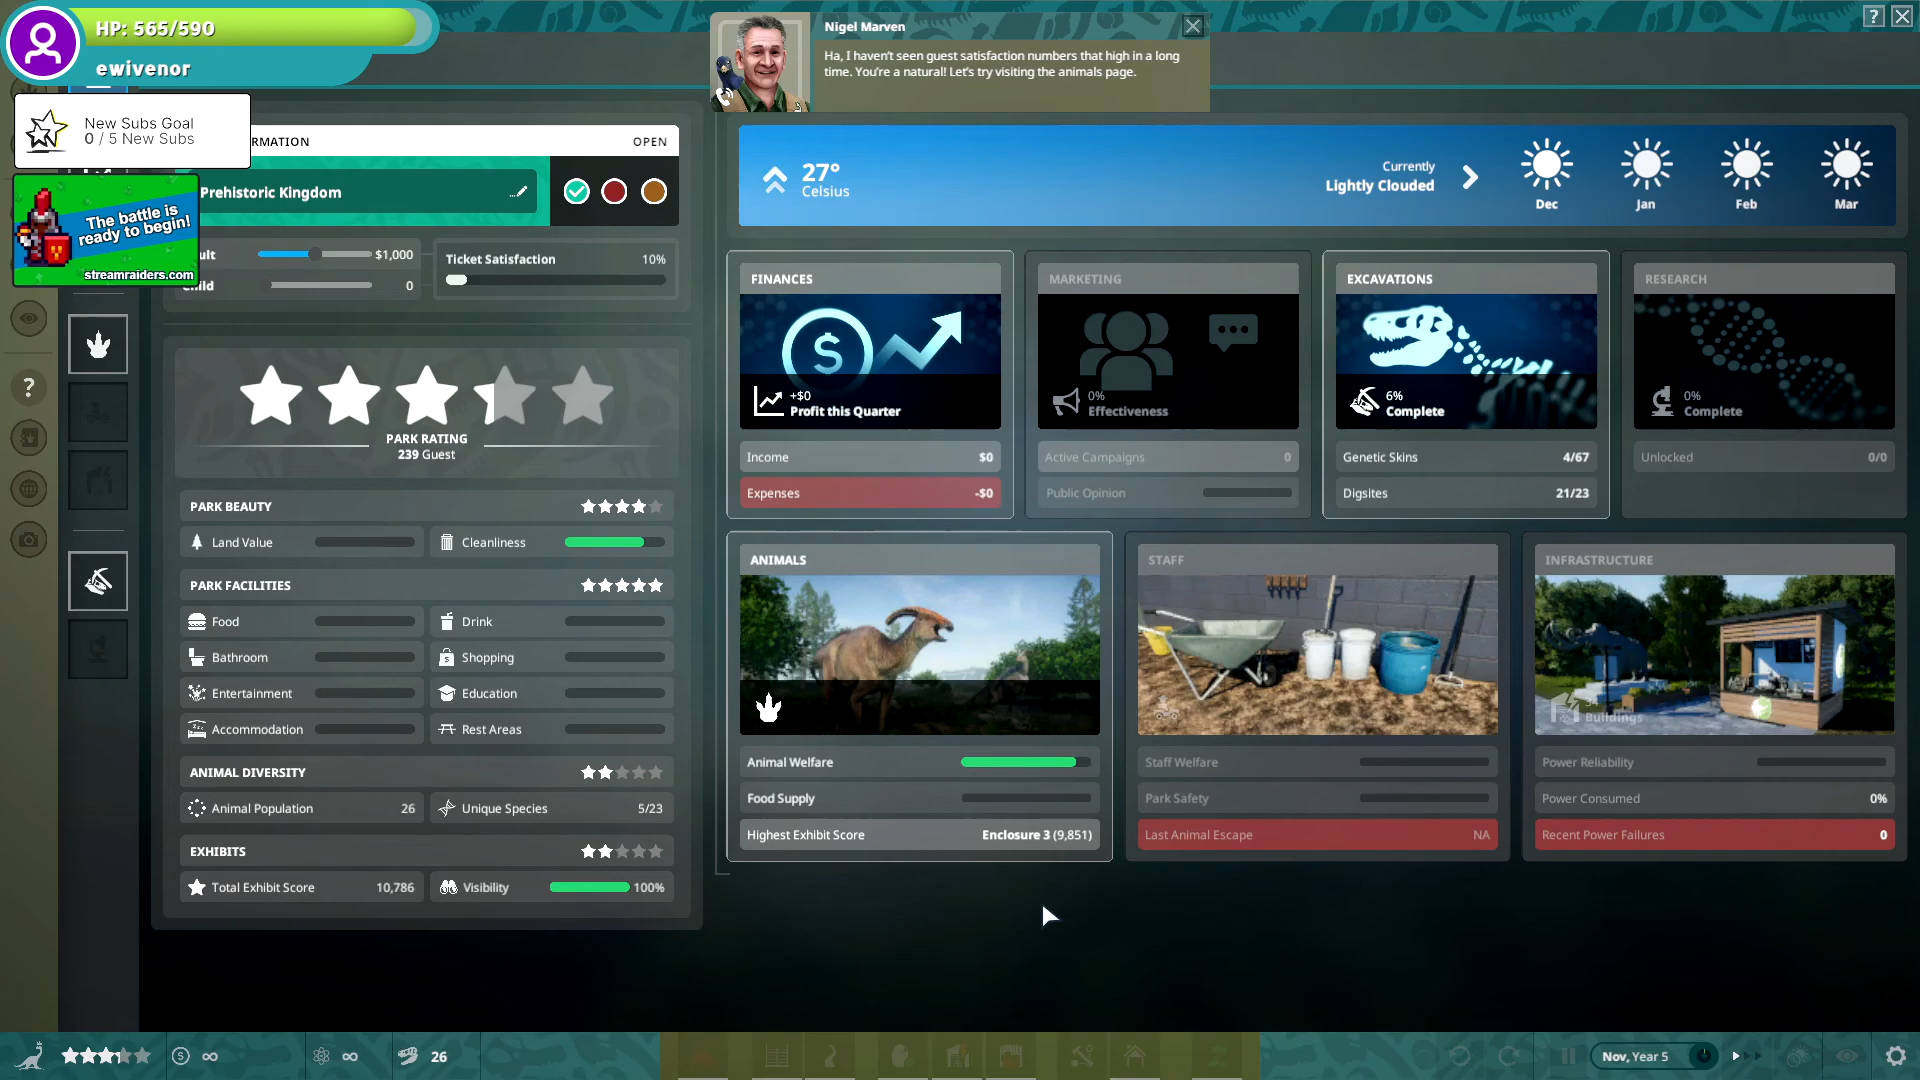 HP: 565/590
ewivenor
New Subs Goal
0 / 5 New Subs
The battle is
ready to begin!
streamraiders.com
Nigel Marven
Ha, I haven't seen guest satisfaction numbers that high in a long
time. You're a natural! Let's try visiting the animals page.
RMATION
OPEN
Prehistoric Kingdom
ult
$1,000
Child
0
Ticket Satisfaction
10%
PARK RATING
239 Guest
PARK BEAUTY
Land Value
Cleanliness
PARK FACILITIES
Food
Drink
Bathroom
Shopping
Entertainment
Education
Accommodation
Rest Areas
ANIMAL DIVERSITY
Animal Population
26
Unique Species
5/23
EXHIBITS
Total Exhibit Score
10,786
Visibility
100%
27°
Celsius
Currently
Lightly Clouded
Dec
Jan
Feb
Mar
FINANCES
+$0
Profit this Quarter
Income
$0
Expenses
-$0
MARKETING
0%
Effectiveness
Active Campaigns
0
Public Opinion
EXCAVATIONS
6%
Complete
Genetic Skins
4/67
Digsites
21/23
RESEARCH
0%
Complete
Unlocked
0/0
ANIMALS
Animal Welfare
Food Supply
Highest Exhibit Score
Enclosure 3 (9,851)
STAFF
Staff Welfare
Park Safety
Last Animal Escape
NA
INFRASTRUCTURE
Buildings
Power Reliability
Power Consumed
0%
Recent Power Failures
0
∞
∞
26
Nov, Year 5